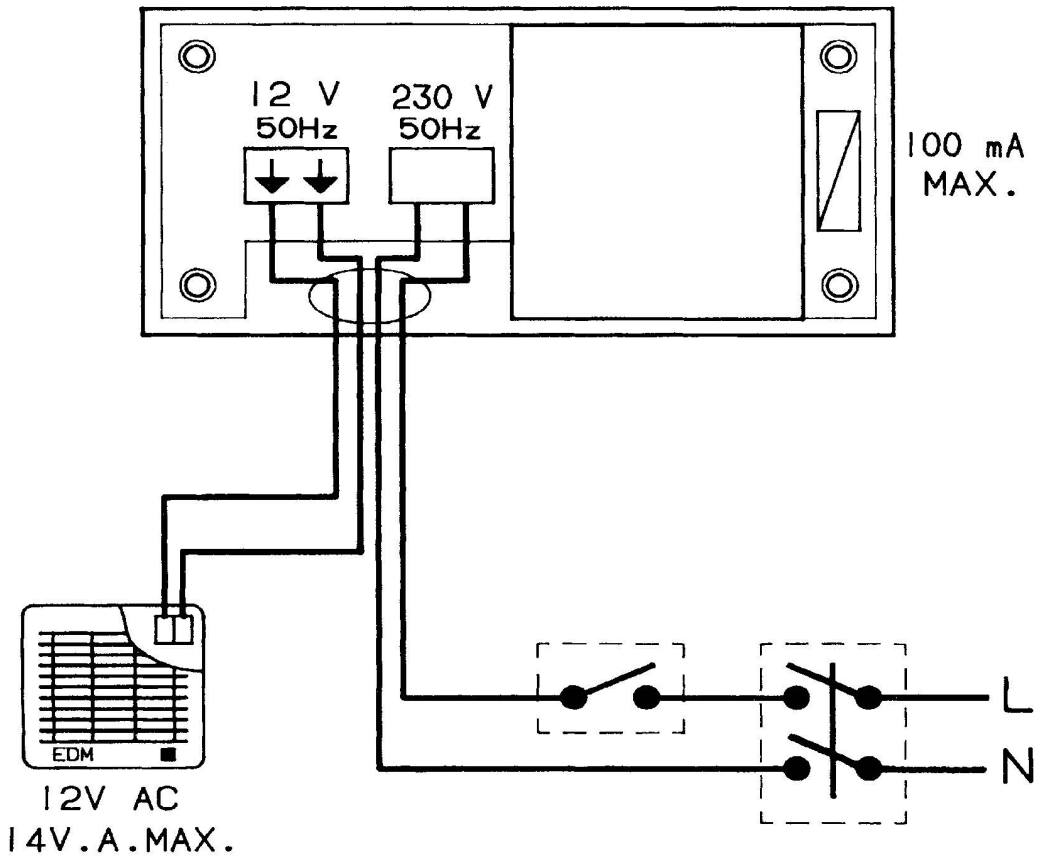 12 V
50Hz
230 V
50Hz
100 mA
MAX.
L
N
EDM
12V AC
14V.A.MAX.